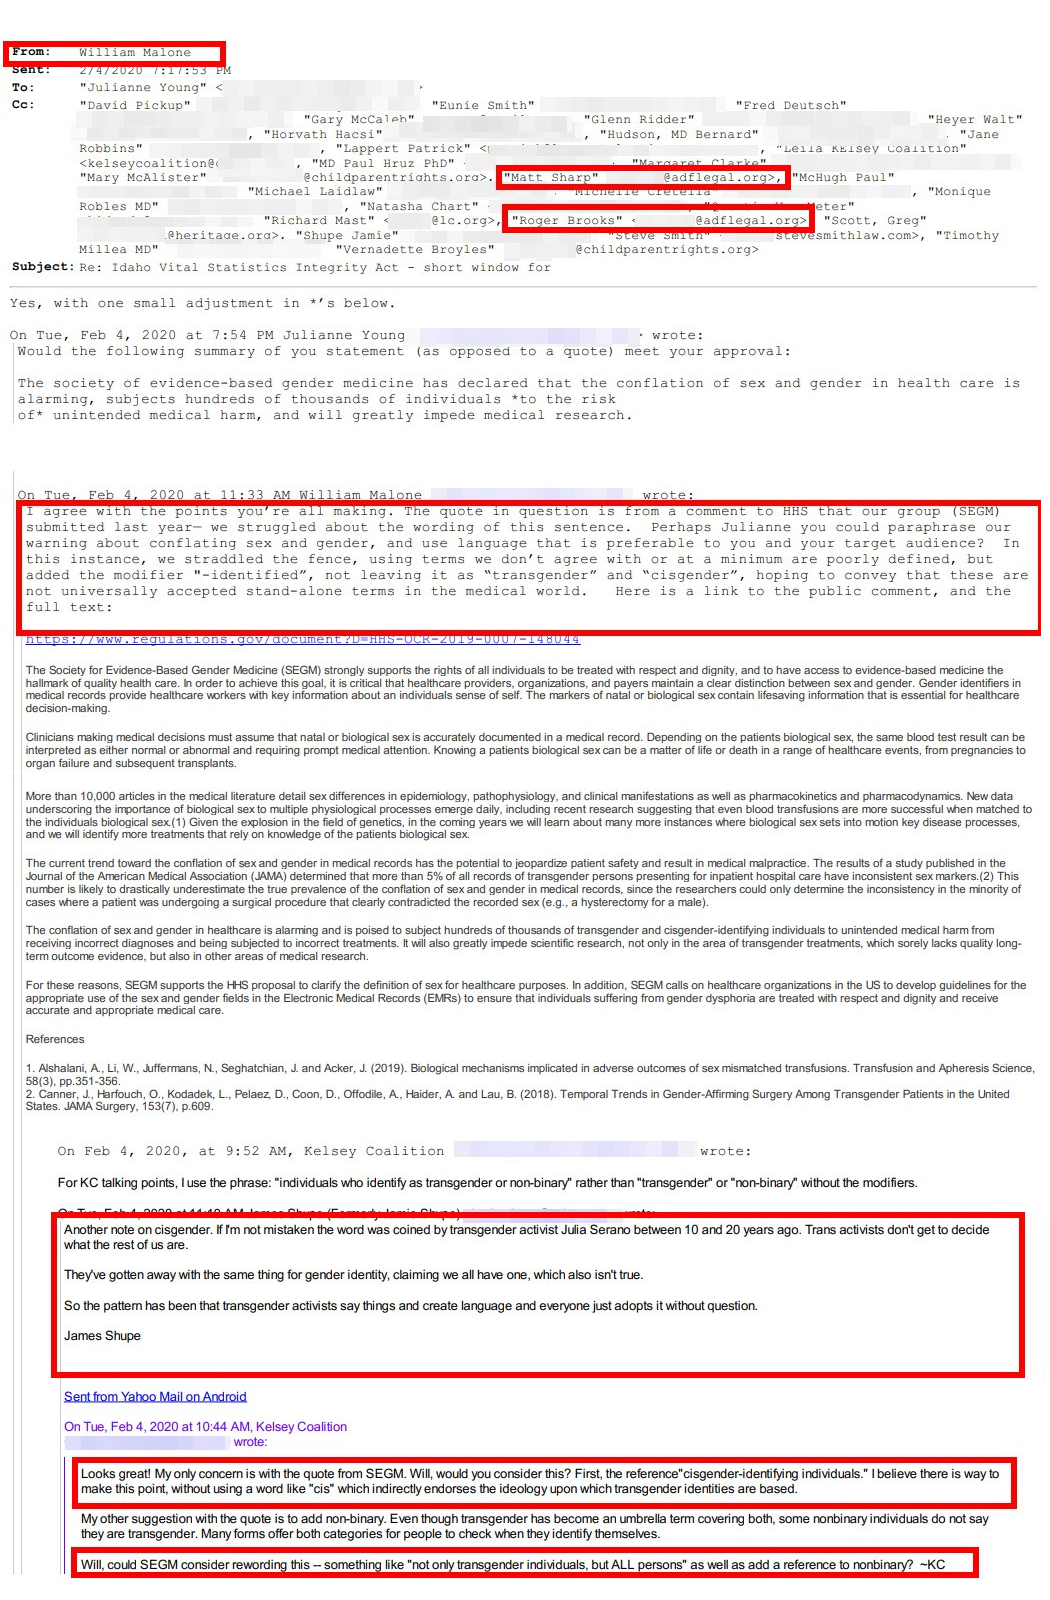 From: William Malone
Sent: 2/4/2020 7:17:53 PM
To: "Julianne Young" <
Cc: "David Pickup" "Eunie Smith" "Fred Deutsch"
"Gary McCaleb" "Glenn Ridder" "Heyer Walt"
, "Horvath Hacsi" , "Hudson, MD Bernard" , "Jane
Robbins" , "Lappert Patrick" , "Leila Kelsey Coalition"
<kelseycoalition@ , "MD Paul Hruz PhD" "Margaret Clarke"
"Mary McAlister" @childparentrights.org>, "Matt Sharp" @adflegal.org>, "McHugh Paul"
"Michael Laidlaw" "Michelle Cretella" , "Monique
Robles MD" , "Natasha Chart" Meter"
"Richard Mast" < @lc.org>, "Roger Brooks" < @adflegal.org> "Scott, Greg"
@heritage.org>, "Shupe Jamie" "Steve Smith" stevesmithlaw.com>, "Timothy
Millea MD" "Vernadette Broyles" @childparentrights.org>
Subject: Re: Idaho Vital Statistics Integrity Act - short window for
Yes, with one small adjustment in *'s below.
On Tue, Feb 4, 2020 at 7:54 PM Julianne Young wrote:
Would the following summary of you statement (as opposed to a quote) meet your approval:
The society of evidence-based gender medicine has declared that the conflation of sex and gender in health care is
alarming, subjects hundreds of thousands of individuals *to the risk
of* unintended medical harm, and will greatly impede medical research.
On Tue, Feb 4, 2020 at 11:33 AM William Malone wrote:
I agree with the points you're all making. The quote in question is from a comment to HHS that our group (SEGM)
submitted last year— we struggled about the wording of this sentence. Perhaps Julianne you could paraphrase our
warning about conflating sex and gender, and use language that is preferable to you and your target audience? In
this instance, we straddled the fence, using terms we don't agree with or at a minimum are poorly defined, but
added the modifier "-identified”, not leaving it as “transgender” and “cisgender”, hoping to convey that these are
not universally accepted stand-alone terms in the medical world. Here is a link to the public comment, and the
full text:
https://www.regulations.gov/document?D=HHS-OCR-2019-0007-148044
The Society for Evidence-Based Gender Medicine (SEGM) strongly supports the rights of all individuals to be treated with respect and dignity, and to have access to evidence-based medicine the
hallmark of quality health care. In order to achieve this goal, it is critical that healthcare providers, organizations, and payers maintain a clear distinction between sex and gender. Gender identifiers in
medical records provide healthcare workers with key information about an individuals sense of self. The markers of natal or biological sex contain lifesaving information that is essential for healthcare
decision-making.
Clinicians making medical decisions must assume that natal or biological sex is accurately documented in a medical record. Depending on the patients biological sex, the same blood test result can be
interpreted as either normal or abnormal and requiring prompt medical attention. Knowing a patients biological sex can be a matter of life or death in a range of healthcare events, from pregnancies to
organ failure and subsequent transplants.
More than 10,000 articles in the medical literature detail sex differences in epidemiology, pathophysiology, and clinical manifestations as well as pharmacokinetics and pharmacodynamics. New data
underscoring the importance of biological sex to multiple physiological processes emerge daily, including recent research suggesting that even blood transfusions are more successful when matched to
the individuals biological sex.(1) Given the explosion in the field of genetics, in the coming years we will learn about many more instances where biological sex sets into motion key disease processes,
and we will identify more treatments that rely on knowledge of the patients biological sex.
The current trend toward the conflation of sex and gender in medical records has the potential to jeopardize patient safety and result in medical malpractice. The results of a study published in the
Journal of the American Medical Association (JAMA) determined that more than 5% of all records of transgender persons presenting for inpatient hospital care have inconsistent sex markers.(2) This
number is likely to drastically underestimate the true prevalence of the conflation of sex and gender in medical records, since the researchers could only determine the inconsistency in the minority of
cases where a patient was undergoing a surgical procedure that clearly contradicted the recorded sex (e.g., a hysterectomy for a male).
The conflation of sex and gender in healthcare is alarming and is poised to subject hundreds of thousands of transgender and cisgender-identifying individuals to unintended medical harm from
receiving incorrect diagnoses and being subjected to incorrect treatments. It will also greatly impede scientific research, not only in the area of transgender treatments, which sorely lacks quality long-
term outcome evidence, but also in other areas of medical research.
For these reasons, SEGM supports the HHS proposal to clarify the definition of sex for healthcare purposes. In addition, SEGM calls on healthcare organizations in the US to develop guidelines for the
appropriate use of the sex and gender fields in the Electronic Medical Records (EMRs) to ensure that individuals suffering from gender dysphoria are treated with respect and dignity and receive
accurate and appropriate medical care.
References
1. Alshalani, A., Li, W., Juffermans, N., Seghatchian, J. and Acker, J. (2019). Biological mechanisms implicated in adverse outcomes of sex mismatched transfusions. Transfusion and Apheresis Science,
58(3), pp.351-356.
2. Canner, J., Harfouch, O., Kodadek, L., Pelaez, D., Coon, D., Offodile, A., Haider, A. and Lau, B. (2018). Temporal Trends in Gender-Affirming Surgery Among Transgender Patients in the United
States. JAMA Surgery, 153(7), p.609.
On Feb 4, 2020, at 9:52 AM, Kelsey Coalition wrote:
For KC talking points, I use the phrase: "individuals who identify as transgender or non-binary" rather than "transgender" or "non-binary" without the modifiers.
On Tue, Feb 4, 2020 at 11:10 AM James Shupe (Formerly Jamie Shupe) wrote:
Another note on cisgender. If I'm not mistaken the word was coined by transgender activist Julia Serano between 10 and 20 years ago. Trans activists don't get to decide
what the rest of us are.
They've gotten away with the same thing for gender identity, claiming we all have one, which also isn't true.
So the pattern has been that transgender activists say things and create language and everyone just adopts it without question.
James Shupe
Sent from Yahoo Mail on Android
On Tue, Feb 4, 2020 at 10:44 AM, Kelsey Coalition
wrote:
Looks great! My only concern is with the quote from SEGM. Will, would you consider this? First, the reference"cisgender-identifying individuals." I believe there is way to
make this point, without using a word like "cis" which indirectly endorses the ideology upon which transgender identities are based.
My other suggestion with the quote is to add non-binary. Even though transgender has become an umbrella term covering both, some nonbinary individuals do not say
they are transgender. Many forms offer both categories for people to check when they identify themselves.
Will, could SEGM consider rewording this -- something like "not only transgender individuals, but ALL persons" as well as add a reference to nonbinary? ~KC